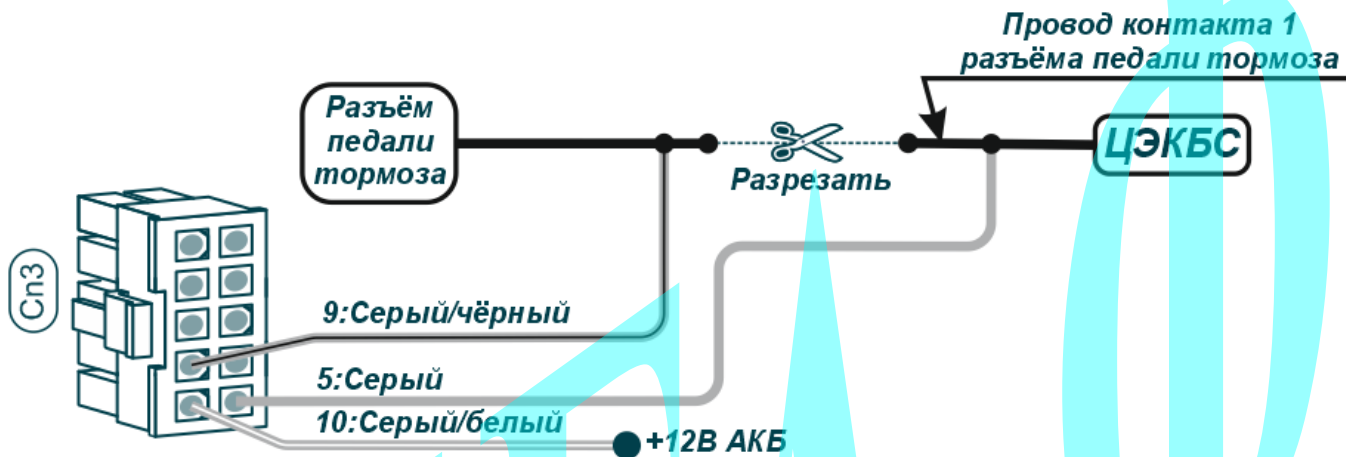 Провод контакта 1
разъёма педали тормоза
Разъём
педали
тормоза
ЦЭКБС
Разрезать
Сп3
9:Серый/чёрный
5:Серый
10:Серый/белый
+12В АКБ